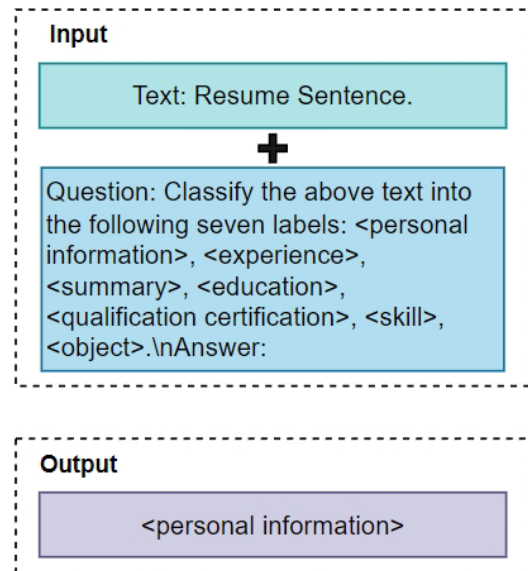 Input
Text: Resume Sentence.
+
Question: Classify the above text into
the following seven labels: <personal
information>, <experience>,
<summary>, <education>,
<qualification certification>, <skill>,
<object>.\nAnswer:
Output
<personal information>